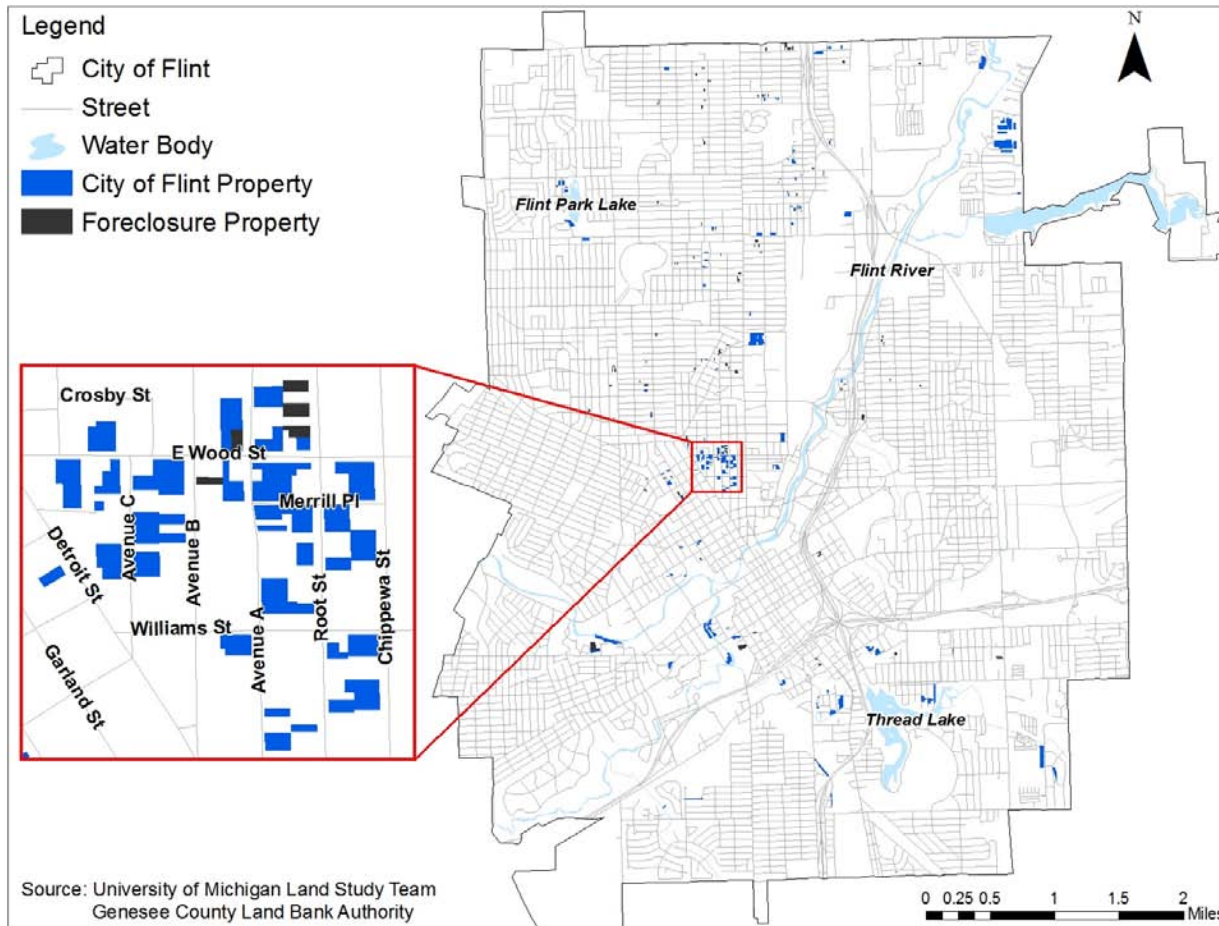 Legend
City of Flint
Street
Water Body
City of Flint Property
Foreclosure Property
N
Flint Park Lake
Flint River
Thread Lake
Crosby St
E Wood St
Merrill Pl
Avenue C
Avenue B
Detroit St
Williams St
Avenue A
Root St
Chippewa St
Garland St
Source: University of Michigan Land Study Team
Genesee County Land Bank Authority
0 0.25 0.5 1 1.5 2
Miles